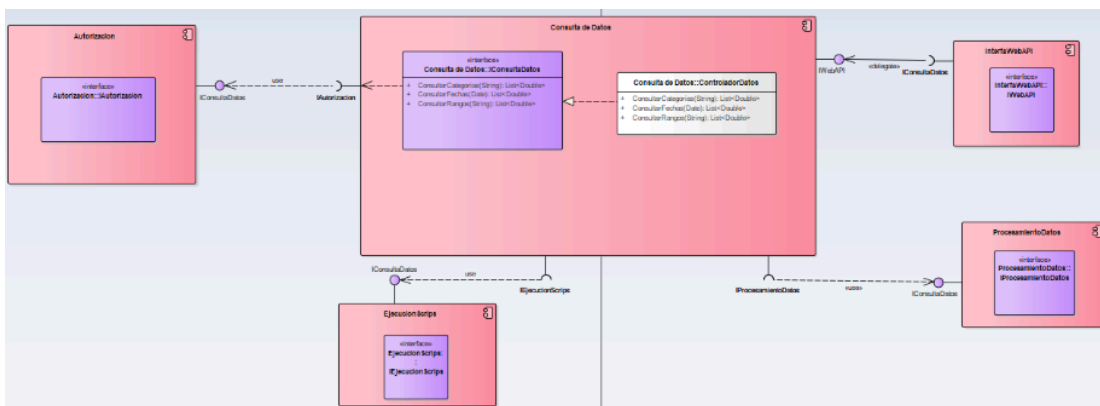 Autorizacion
«interface»
Autorizacion::IAutorizacion
IConsultaDatos
use
IAutorizacion
Consulta de Datos
«interface»
Consulta de Datos::IConsultaDatos
+ ConsultarCategorias(String): List<Double>
+ ConsultarFechas(Date): List<Double>
+ ConsultarRangos(String): List<Double>
Consulta de Datos::ControladorDatos
+ ConsultarCategorias(String): List<Double>
+ ConsultarFechas(Date): List<Double>
+ ConsultarRangos(String): List<Double>
IWebAPI
«delegate»
IConsultaDatos
InterfaWebAPI
«interface»
InterfaWebAPI::
IWebAPI
IConsultaDatos
use
IEjecucionScrips
EjecucionScrips
«interface»
EjecucionScrips:
:
IEjecucionScrips
IProcesamientoDatos
«use»
IConsultaDatos
ProcesamientoDatos
«interface»
ProcesamientoDatos::
IProcesamientoDatos